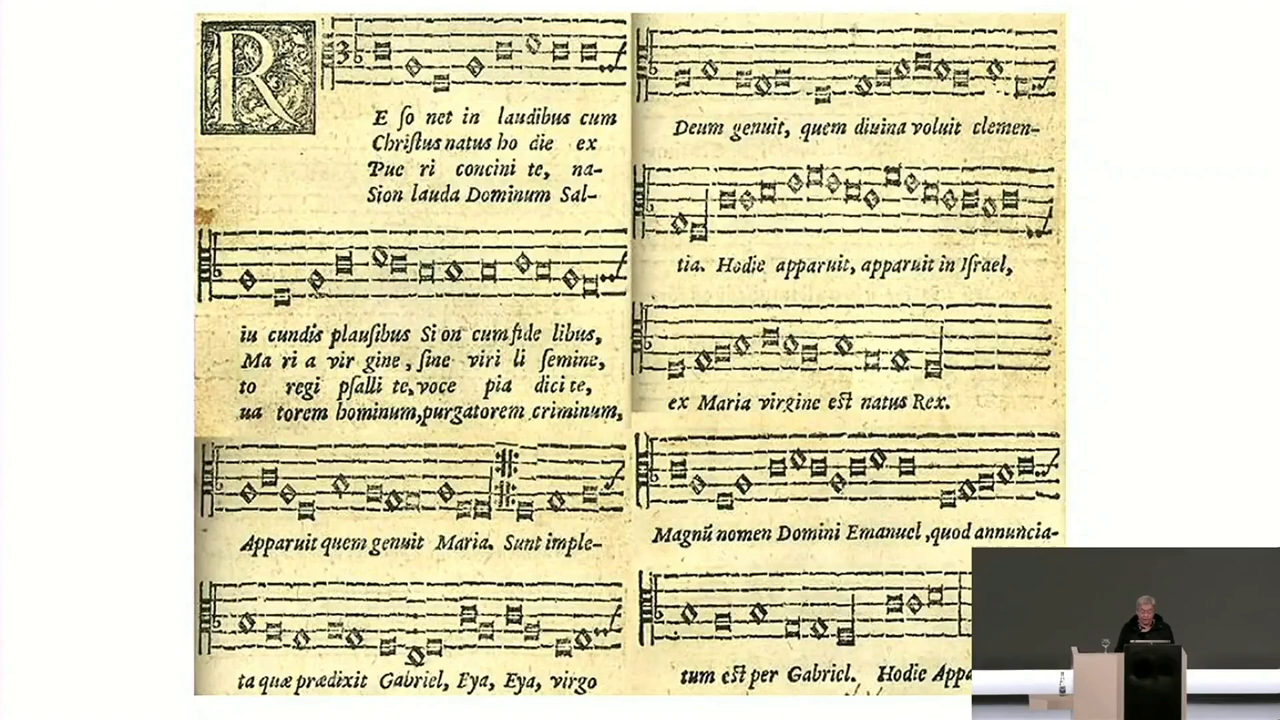 R
3
E so net in laudibus cum
Christus natus ho die ex
Pue ri concini te, na-
Sion lauda Dominum Sal-
iu cundis plausibus Si on cum fide libus,
Ma ri a vir gine, sine viri li semine,
to regi psalli te, voce pia dici te,
ua torem hominum, purgatorem criminum,
Apparuit quem genuit Maria. Sunt imple-
ta quæ prædixit Gabriel, Eya, Eya, virgo
Deum genuit, quem diuina voluit clemen-
tia. Hodie apparuit, apparuit in Israel,
ex Maria virgine est natus Rex.
Magnū nomen Domini Emanuel, quod annuncia-
tum est per Gabriel. Hodie Appa